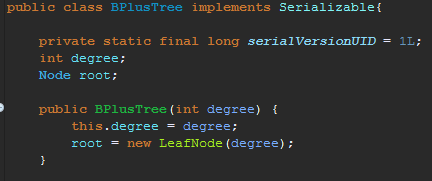 public class BPlusTree implements Serializable{
private static final long serialVersionUID = 1L;
int degree;
Node root;
public BPlusTree(int degree) {
this.degree = degree;
root = new LeafNode(degree);
}